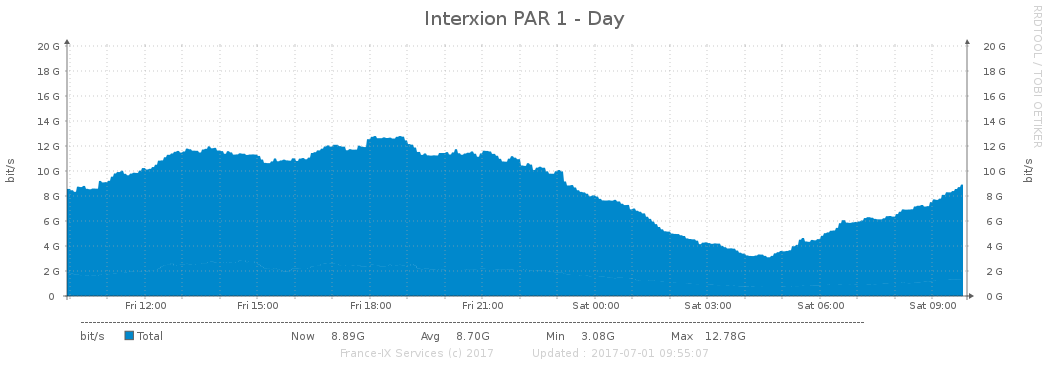 Interxion PAR 1 - Day
RRDTOOL / TOBI OETIKER
20 G 20 G
18 G 18 G
16 G 16 G
14 G 14 G
12 G 12 G
10 G 10 G
8 G 8 G
6 G 6 G
4 G 4 G
2 G 2 G
0 0 G
bit/s
bit/s
Fri 12:00 Fri 15:00 Fri 18:00 Fri 21:00 Sat 00:00 Sat 03:00 Sat 06:00 Sat 09:00
bit/s Total Now 8.89G Avg 8.70G Min 3.08G Max 12.78G
France-IX Services (c) 2017 Updated : 2017-07-01 09:55:07